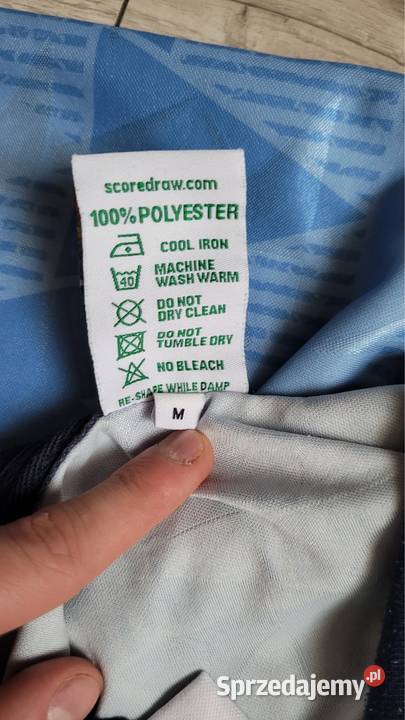 scoredraw.com
100% POLYESTER
COOL IRON
40
MACHINE
WASH WARM
DO NOT
DRY CLEAN
DO NOT
TUMBLE DRY
NO BLEACH
RE-SHAPE WHILE DAMP
M
Sprzedajemy.pl